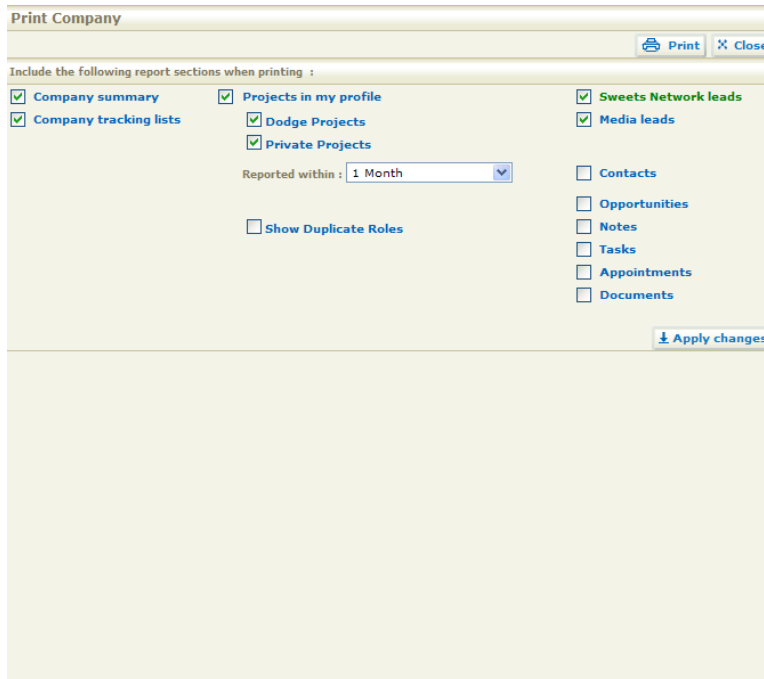 Print Company
Print Close
Include the following report sections when printing :
Company summary Projects in my profile Sweets Network leads
Company tracking lists Dodge Projects Media leads
Private Projects
Reported within : 1 Month Contacts
Opportunities
Show Duplicate Roles Notes
Tasks
Appointments
Documents
Apply changes